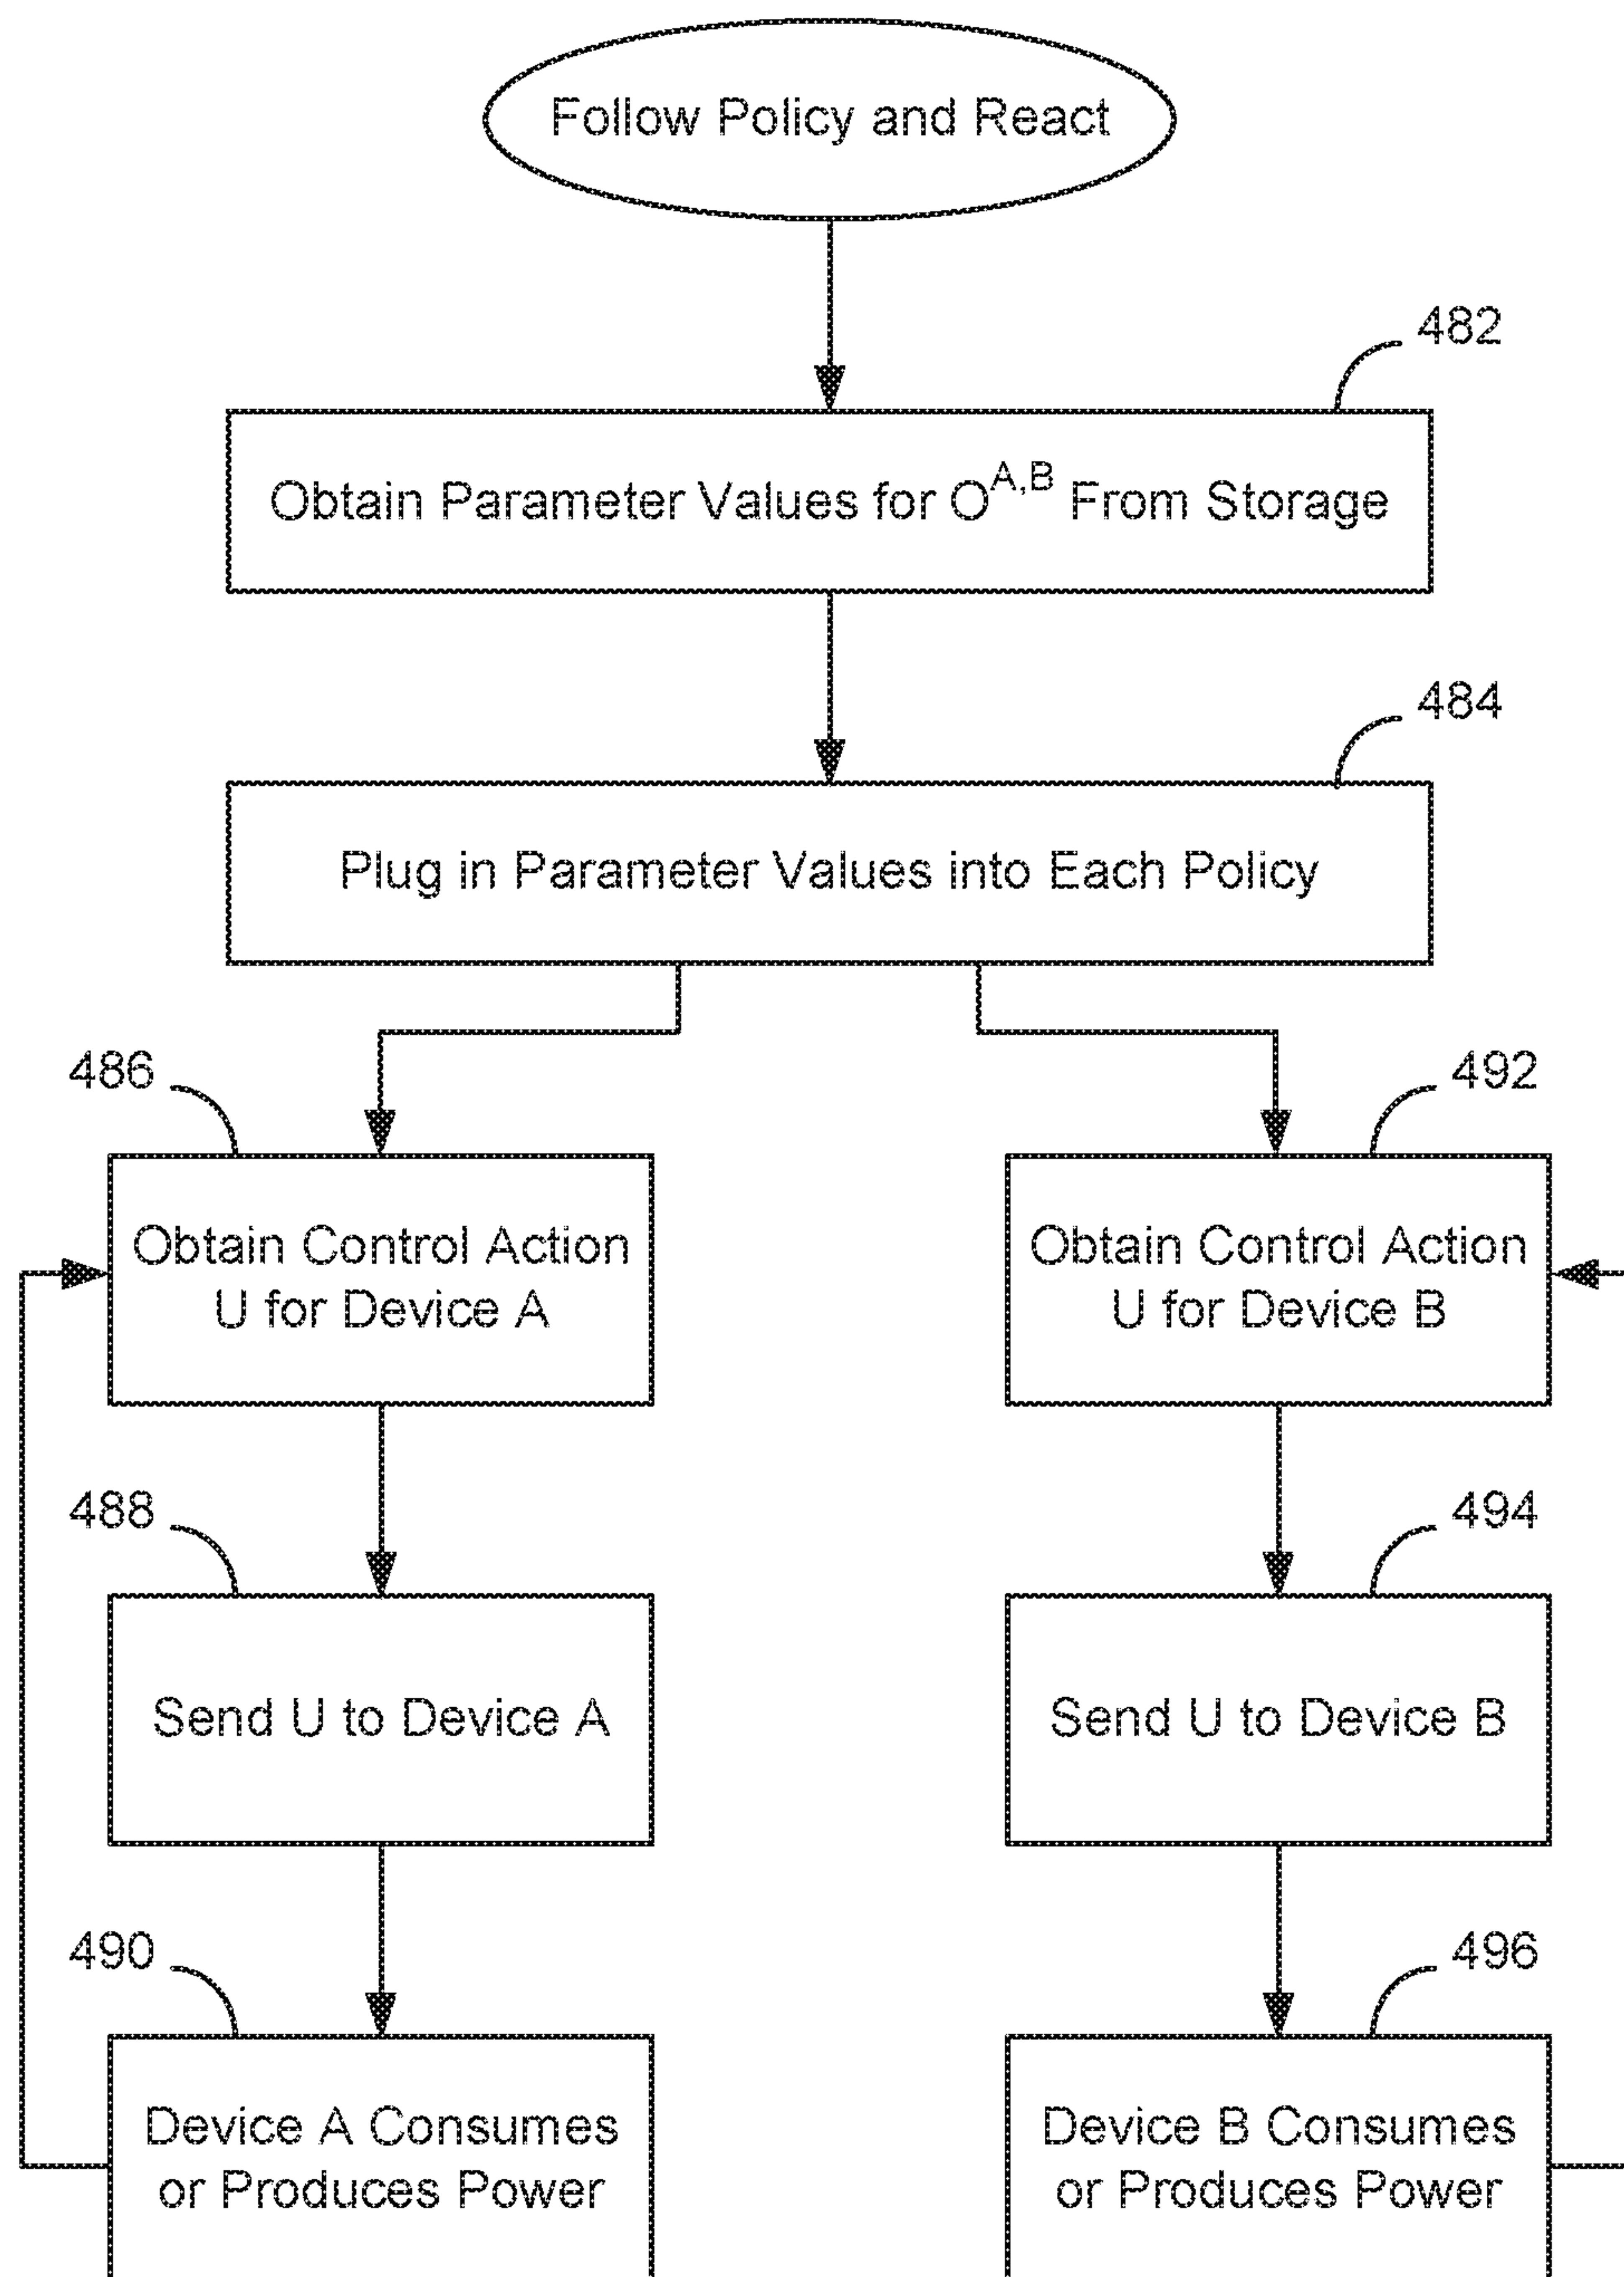 Follow Policy and React
482
Obtain Parameter Values for O^A,B From Storage
484
Plug in Parameter Values into Each Policy
486
492
Obtain Control Action
U for Device A
Obtain Control Action
U for Device B
488
494
Send U to Device A
Send U to Device B
490
496
Device A Consumes
or Produces Power
Device B Consumes
or Produces Power